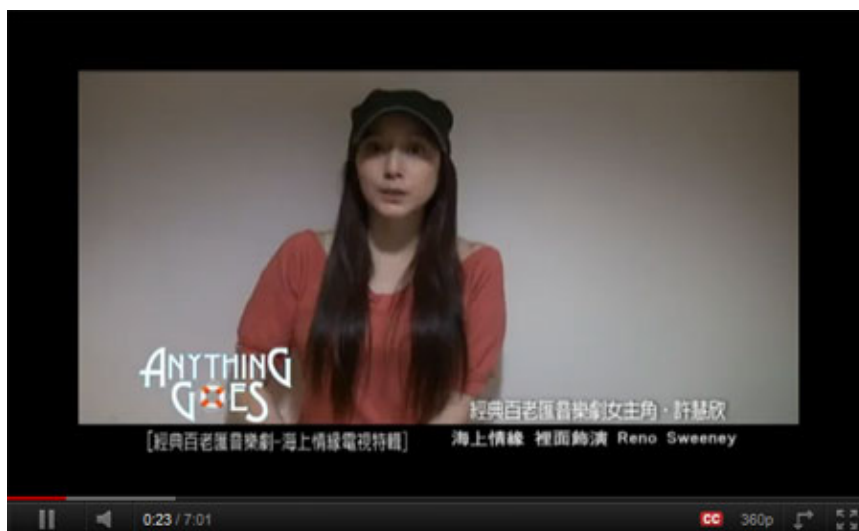 ANYTHING
GOES
經典百老匯音樂劇女主角·許慧欣
[經典百老匯音樂劇-海上情緣電視特輯]
海上情緣 裡面飾演 Reno Sweeney
0:23 / 7:01
CC
360p